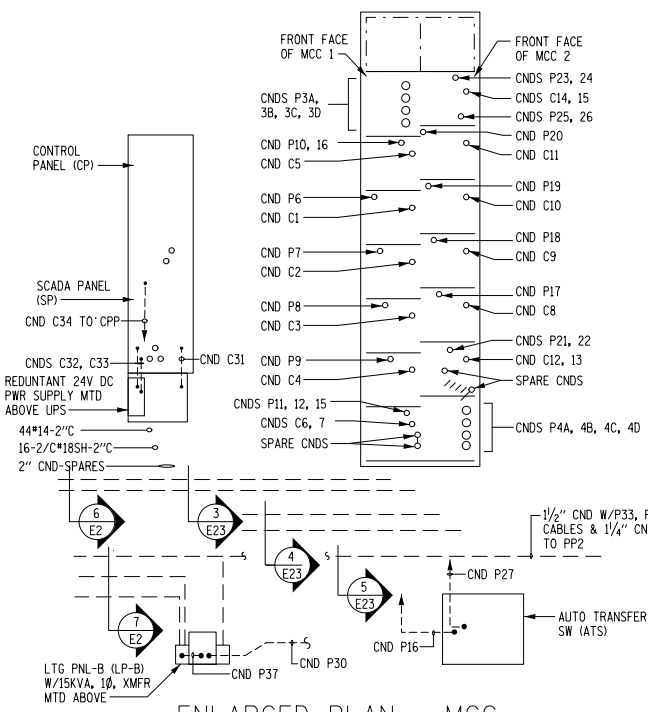 FRONT FACE
OF MCC 1
FRONT FACE
OF MCC 2
CNDS P3A,
3B, 3C, 3D
CNDS P23, 24
CNDS C14, 15
CNDS P25, 26
CND P20
CND P10, 16
CND C5
CND C11
CND P6
CND C1
CND P19
CND C10
CND P7
CND C2
CND P18
CND C9
CND P8
CND C3
CND P17
CND C8
CND P9
CND C4
CNDS P21, 22
CNDS C12, 13
SPARE CNDS
CNDS P11, 12, 15
CNDS C6, 7
SPARE CNDS
CNDS P4A, 4B, 4C, 4D
CONTROL
PANEL (CP)
SCADA PANEL
(SP)
CND C34 TO CPP
CNDS C32, C33
CND C31
REDUNTANT 24V DC
PWR SUPPLY MTD
ABOVE UPS
44#14-2"C
16-2/C#18SH-2"C
2" CND-SPARES
6
E2
3
E23
4
E23
5
E23
7
E2
1 1/2" CND W/P33,
CABLES & 1 1/4"
TO PP2
CND P27
CND P16
AUTO TRANSFER
SW (ATS)
CND P30
CND P37
LTG PNL-B (LP-B)
W/15KVA, 1Ø, XMFR
MTD ABOVE
ENLARGED PLAN